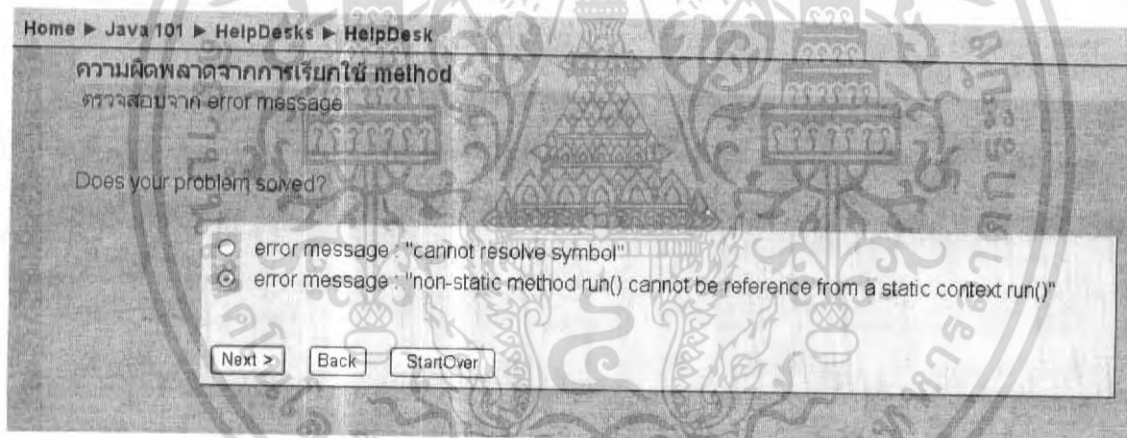 Home ► Java 101 ► HelpDesks ► HelpDesk
ความผิดพลาดจากการเรียกใช้ method
ตรวจสอบจาก error message
Does your problem solved?
error message : "cannot resolve symbol"
error message : "non-static method run() cannot be reference from a static context run()"
Next >
Back
StartOver